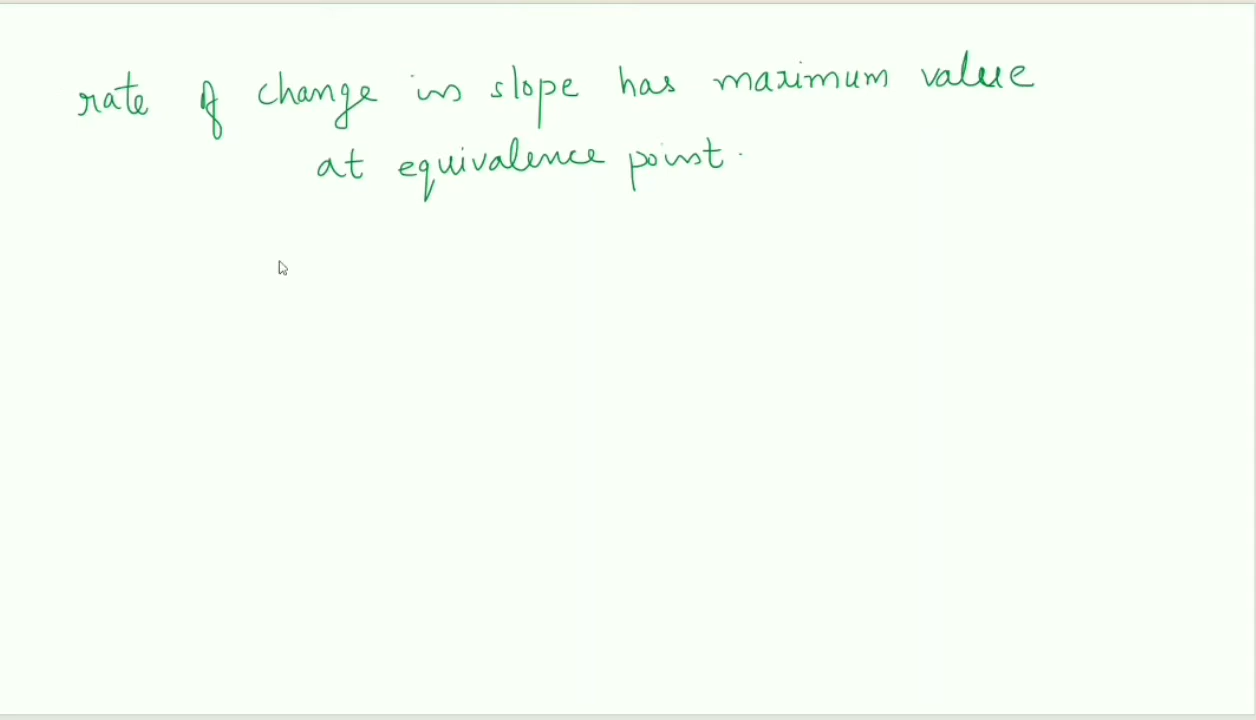 rate of change in slope has maximum value
at equivalence point.